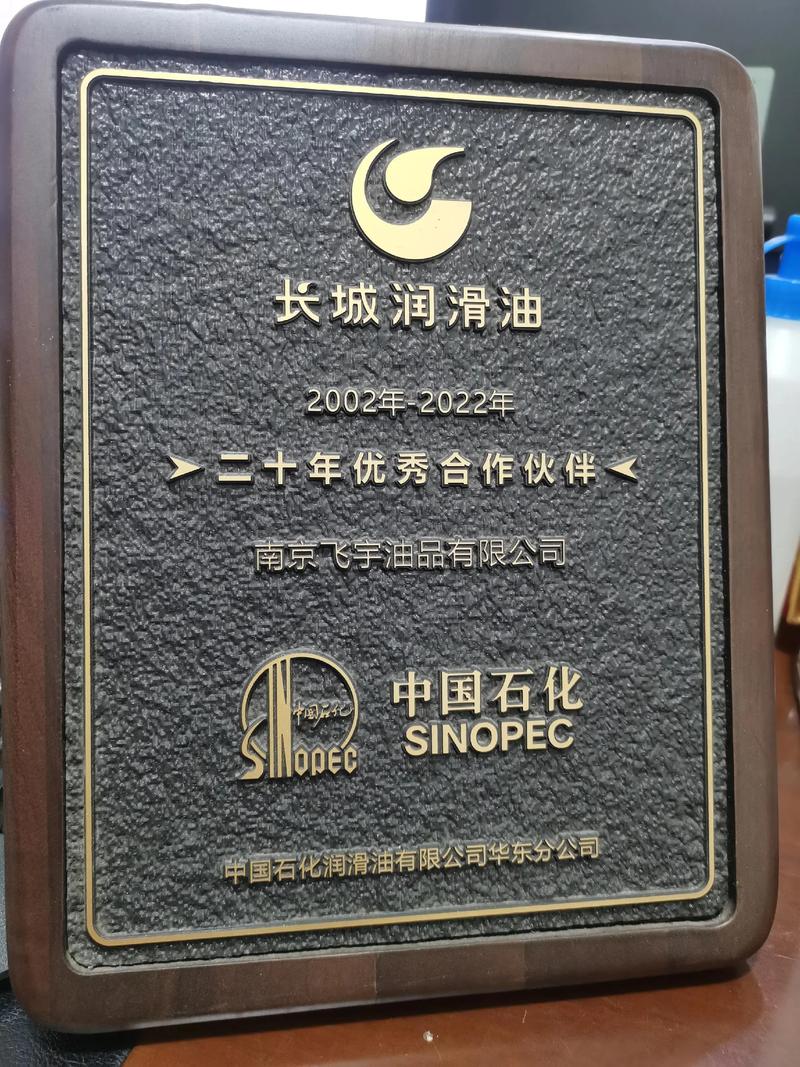 长城润滑油
2002年-2022年
二十年优秀合作伙伴
南京飞宇油品有限公司
中国石化
SINOPEC
中国石化
SINOPEC
中国石化润滑油有限公司华东分公司